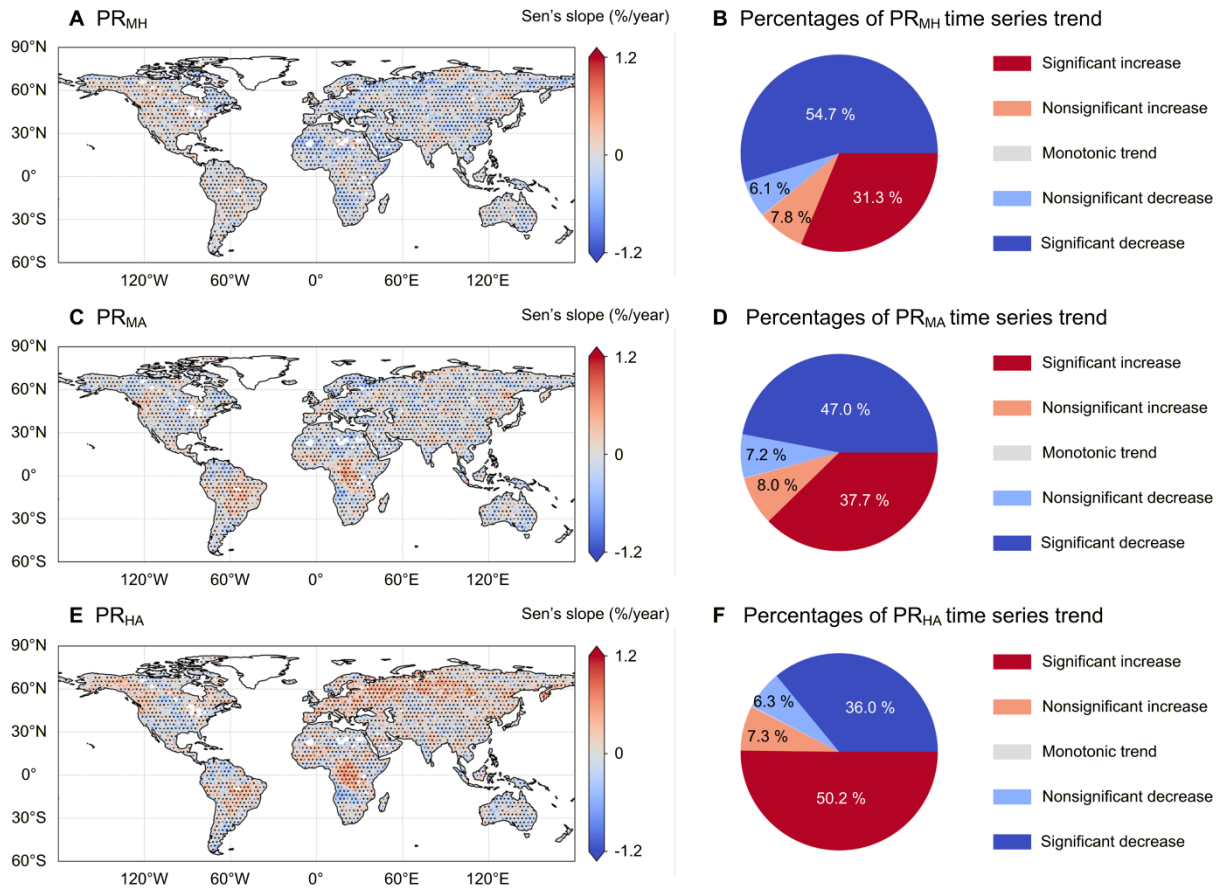 A PRMH
Sen's slope (%/year)
90°N
60°N
30°N
0°
30°S
60°S
120°W 60°W 0° 60°E 120°E
1.2
0
-1.2
B Percentages of PRMH time series trend
54.7 %
6.1 %
7.8 %
31.3 %
Significant increase
Nonsignificant increase
Monotonic trend
Nonsignificant decrease
Significant decrease
C PRMA
Sen's slope (%/year)
90°N
60°N
30°N
0°
30°S
60°S
120°W 60°W 0° 60°E 120°E
1.2
0
-1.2
D Percentages of PRMA time series trend
47.0 %
7.2 %
8.0 %
37.7 %
Significant increase
Nonsignificant increase
Monotonic trend
Nonsignificant decrease
Significant decrease
E PRHA
Sen's slope (%/year)
90°N
60°N
30°N
0°
30°S
60°S
120°W 60°W 0° 60°E 120°E
1.2
0
-1.2
F Percentages of PRHA time series trend
6.3 %
36.0 %
7.3 %
50.2 %
Significant increase
Nonsignificant increase
Monotonic trend
Nonsignificant decrease
Significant decrease